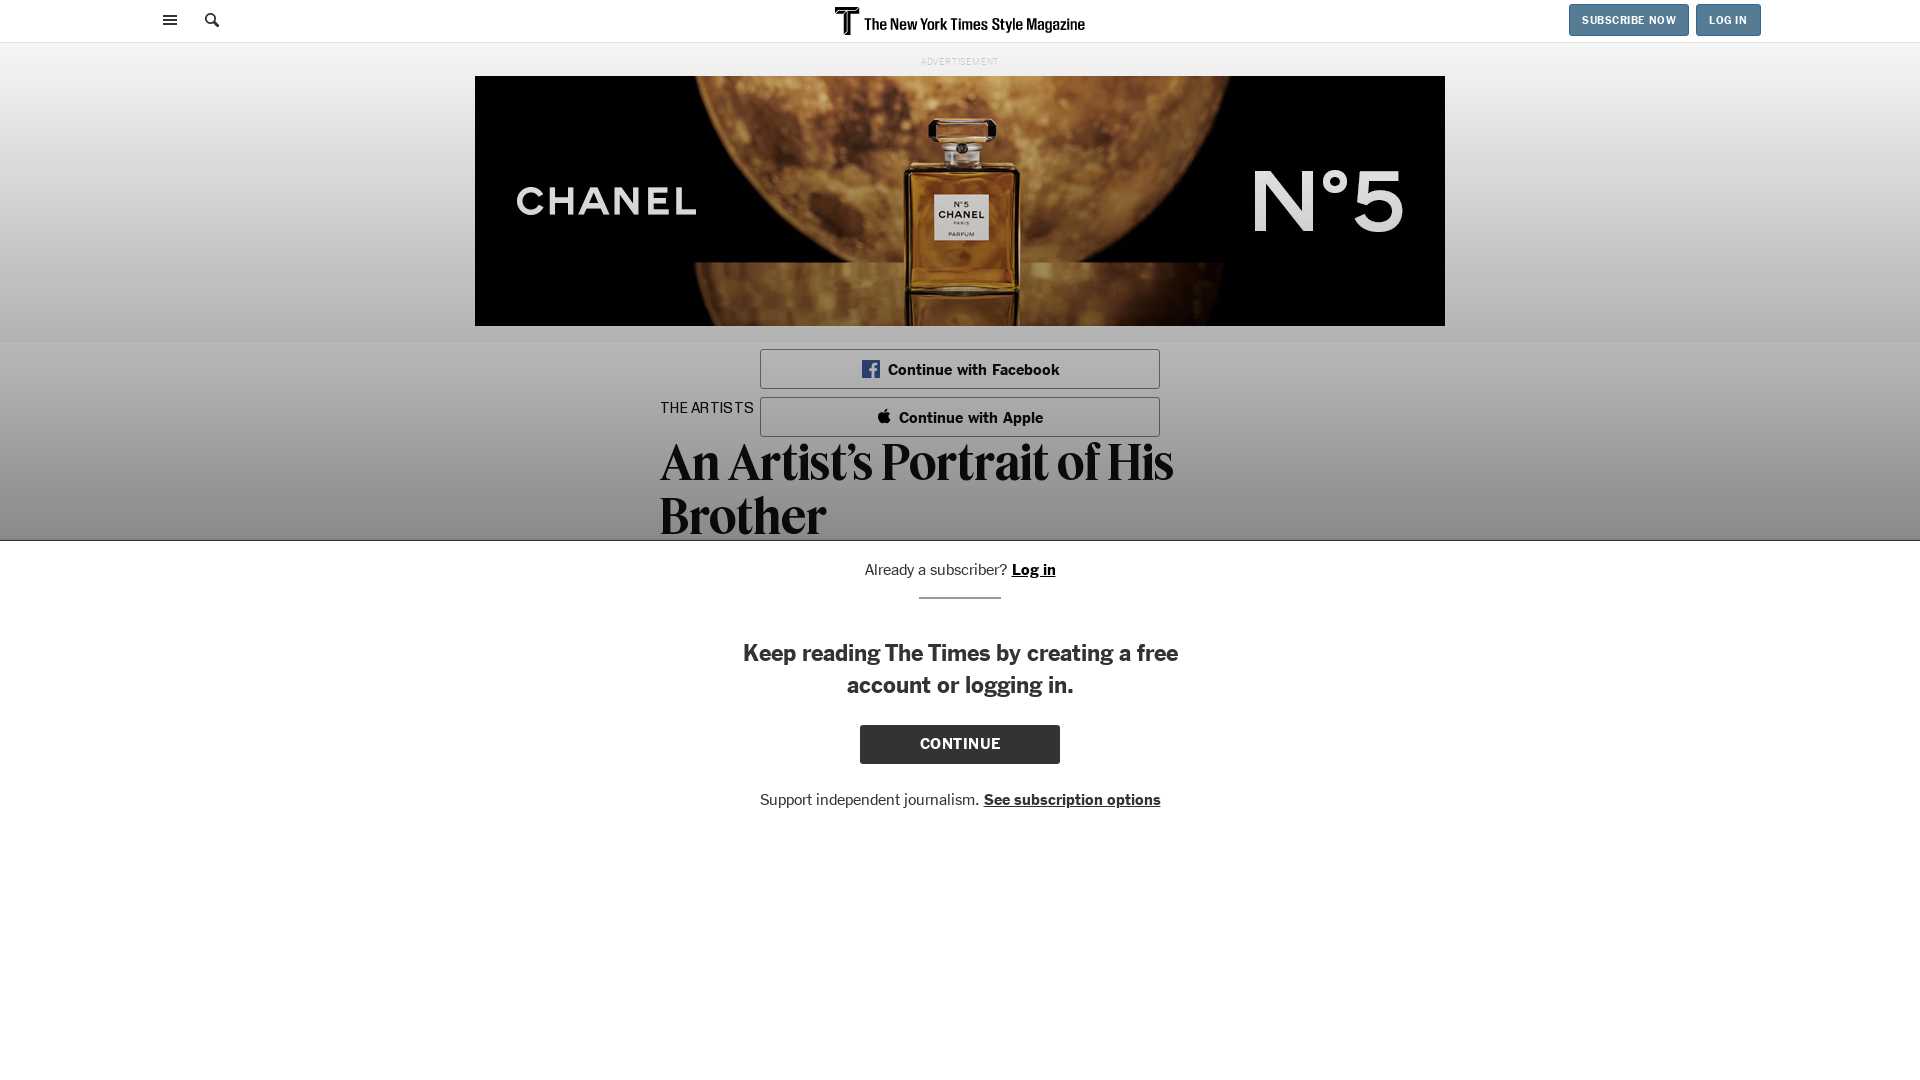 The New York Times Style Magazine
SUBSCRIBE NOW
LOG IN
ADVERTISEMENT
CHANEL
N°5
CHANEL
PARIS
PARFUM
N°5
Continue with Facebook
THE ARTISTS
Continue with Apple
An Artist’s Portrait of His
Brother
Already a subscriber? Log in
Keep reading The Times by creating a free
account or logging in.
CONTINUE
Support independent journalism. See subscription options